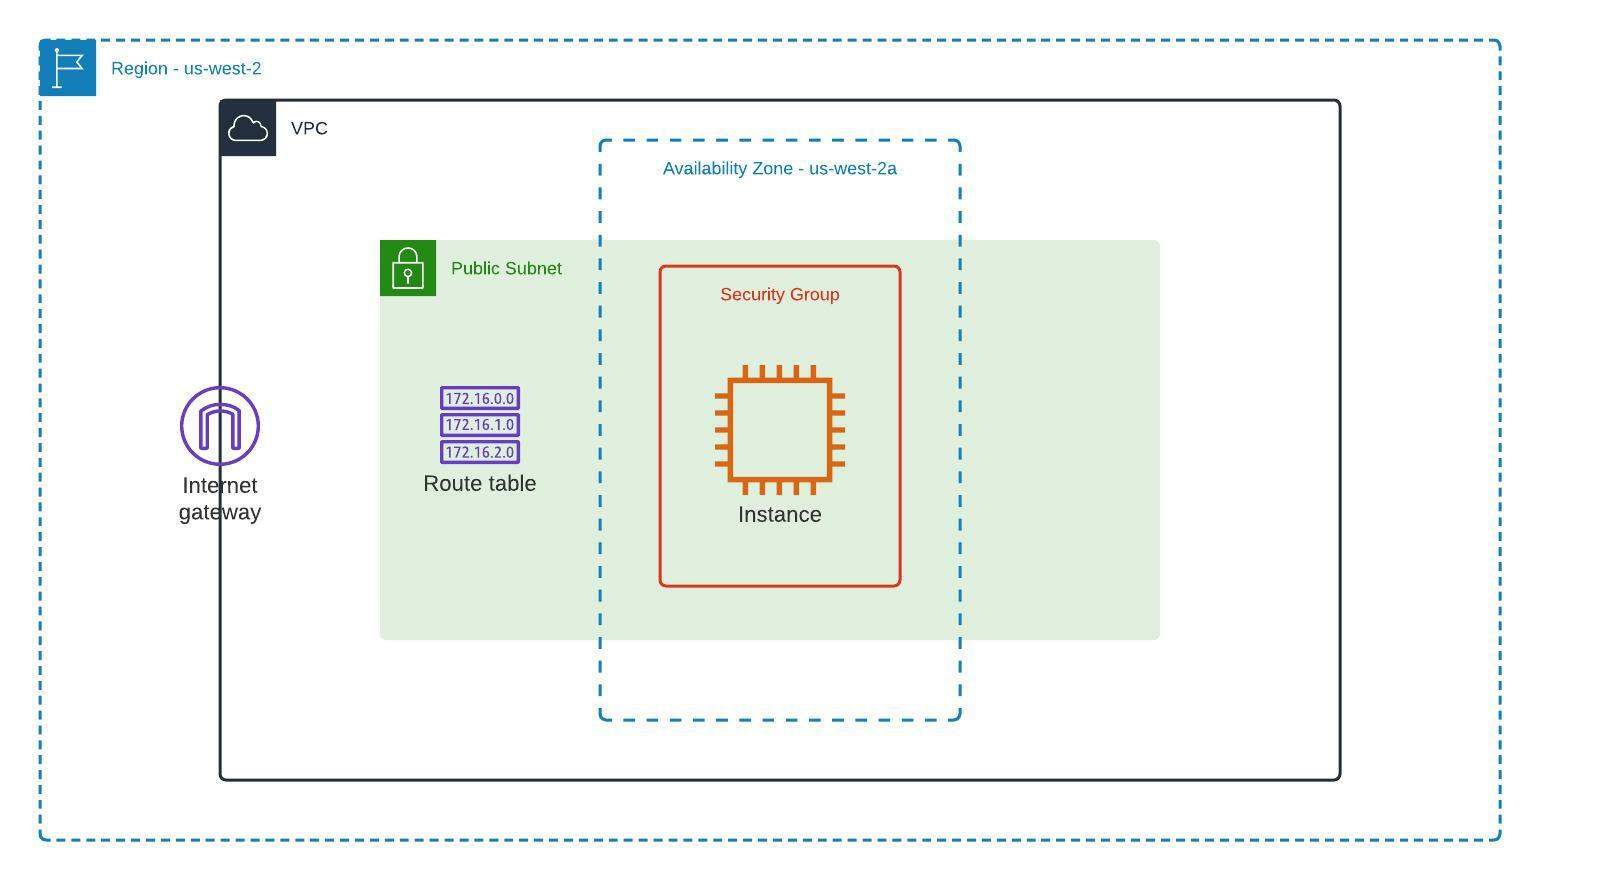 Region - us-west-2
VPC
Availability Zone - us-west-2a
Public Subnet
Security Group
172.16.0.0
172.16.1.0
172.16.2.0
Route table
Internet
gateway
Instance